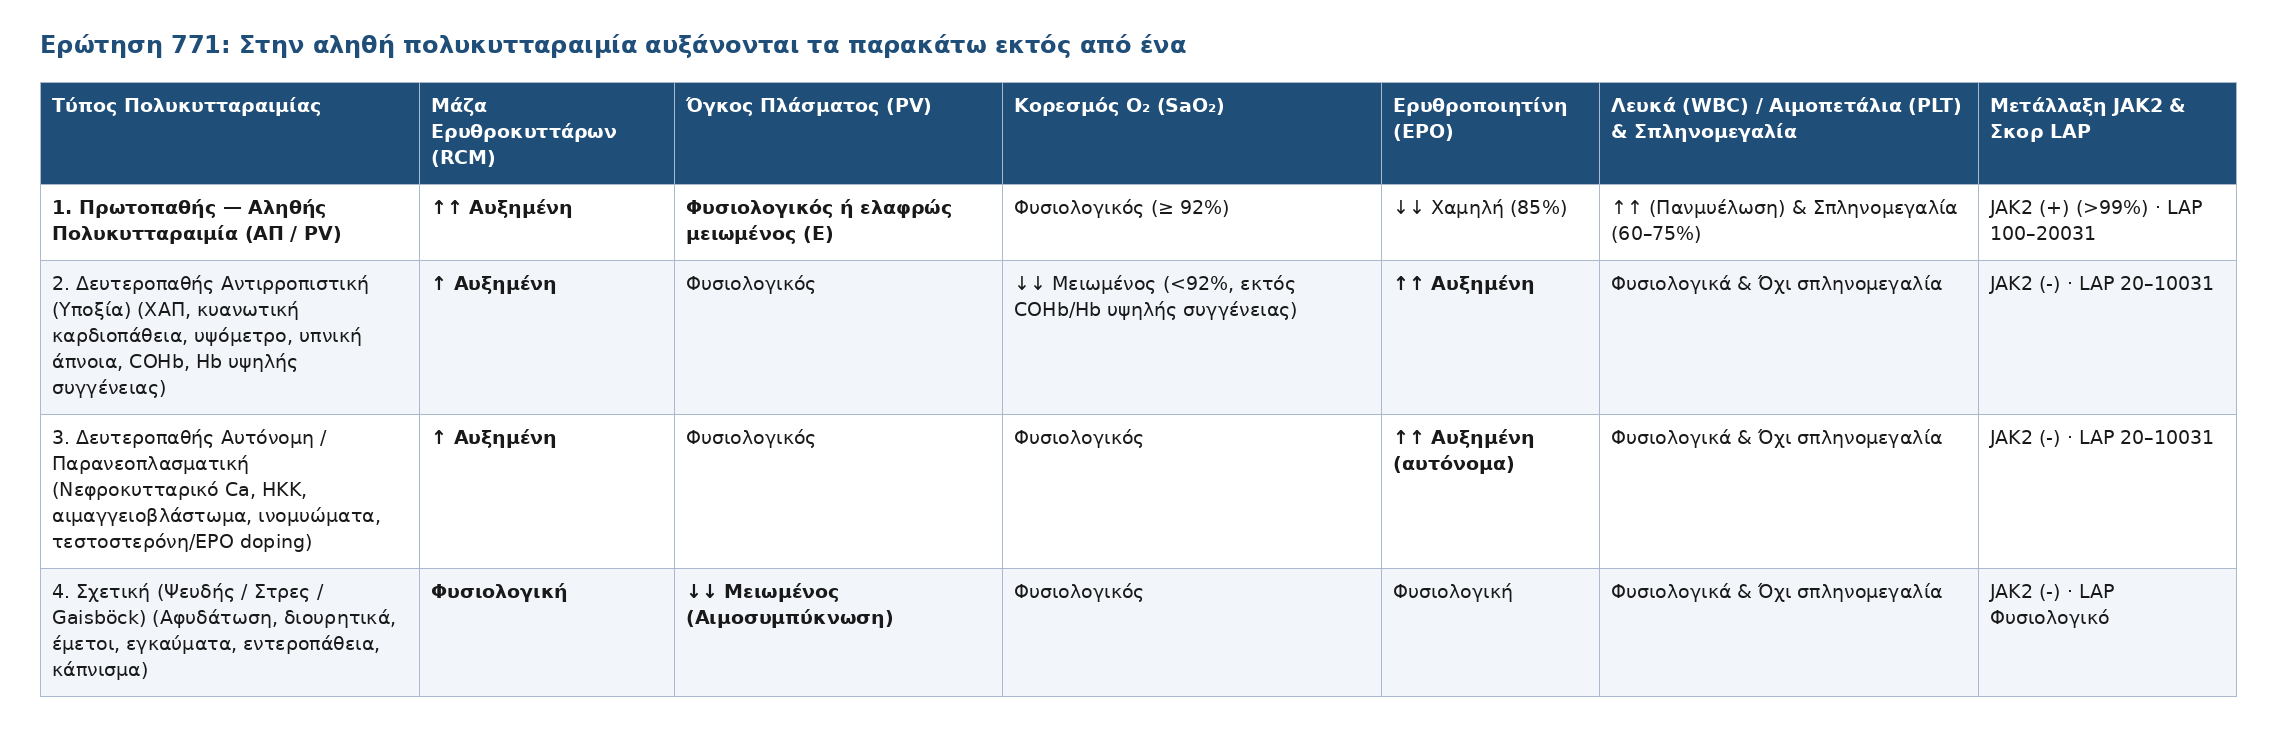 Ερώτηση 771: Στην αληθή πολυκυτταραιμία αυξάνονται τα παρακάτω εκτός από ένα
Τύπος Πολυκυτταραιμίας
Μάζα
Ερυθροκυττάρων
(RCM)
Όγκος Πλάσματος (PV)
Κορεσμός O₂ (SaO₂)
Ερυθροποιητίνη
(EPO)
Λευκά (WBC) / Αιμοπετάλια (PLT)
& Σπληνομεγαλία
Μετάλλαξη JAK2 &
Σκορ LAP
1. Πρωτοπαθής — Αληθής
Πολυκυτταραιμία (ΑΠ / PV)
↑↑ Αυξημένη
Φυσιολογικός ή ελαφρώς
μειωμένος (Ε)
Φυσιολογικός (≥ 92%)
↓↓ Χαμηλή (85%)
↑↑ (Πανμυέλωση) & Σπληνομεγαλία
(60–75%)
JAK2 (+) (>99%) · LAP
100–20031
2. Δευτεροπαθής Αντιρροπιστική
(Υποξία) (ΧΑΠ, κυανωτική
καρδιοπάθεια, υψόμετρο, υπνική
άπνοια, COHb, Hb υψηλής
συγγένειας)
↑ Αυξημένη
Φυσιολογικός
↓↓ Μειωμένος (<92%, εκτός
COHb/Hb υψηλής συγγένειας)
↑↑ Αυξημένη
Φυσιολογικά & Όχι σπληνομεγαλία
JAK2 (-) · LAP 20–10031
3. Δευτεροπαθής Αυτόνομη /
Παρανεοπλασματική
(Νεφροκυτταρικό Ca, ΗΚΚ,
αιμαγγειοβλάστωμα, ινομυώματα,
τεστοστερόνη/EPO doping)
↑ Αυξημένη
Φυσιολογικός
Φυσιολογικός
↑↑ Αυξημένη
(αυτόνομα)
Φυσιολογικά & Όχι σπληνομεγαλία
JAK2 (-) · LAP 20–10031
4. Σχετική (Ψευδής / Στρες /
Gaisböck) (Αφυδάτωση, διουρητικά,
έμετοι, εγκαύματα, εντεροπάθεια,
κάπνισμα)
Φυσιολογική
↓↓ Μειωμένος
(Αιμοσυμπύκνωση)
Φυσιολογικός
Φυσιολογική
Φυσιολογικά & Όχι σπληνομεγαλία
JAK2 (-) · LAP
Φυσιολογικό